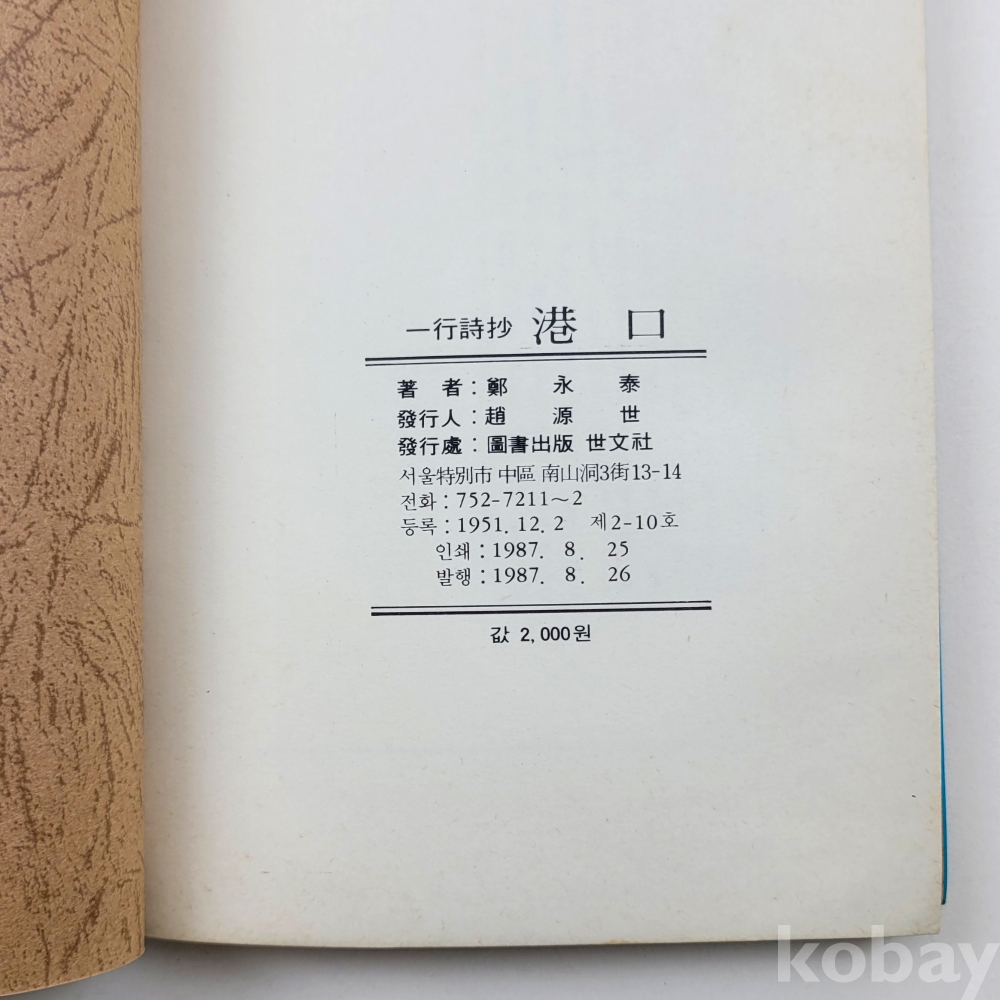 一行詩抄 港 口
著 者 : 鄭 永 泰
發行人 : 趙 源 世
發行處 : 圖書出版 世文社
서울特別市 中區 南山洞3街13-14
전화 : 752-7211~2
등록 : 1951. 12. 2 제2-10호
인쇄 : 1987. 8. 25
발행 : 1987. 8. 26
값 2,000원
kobay